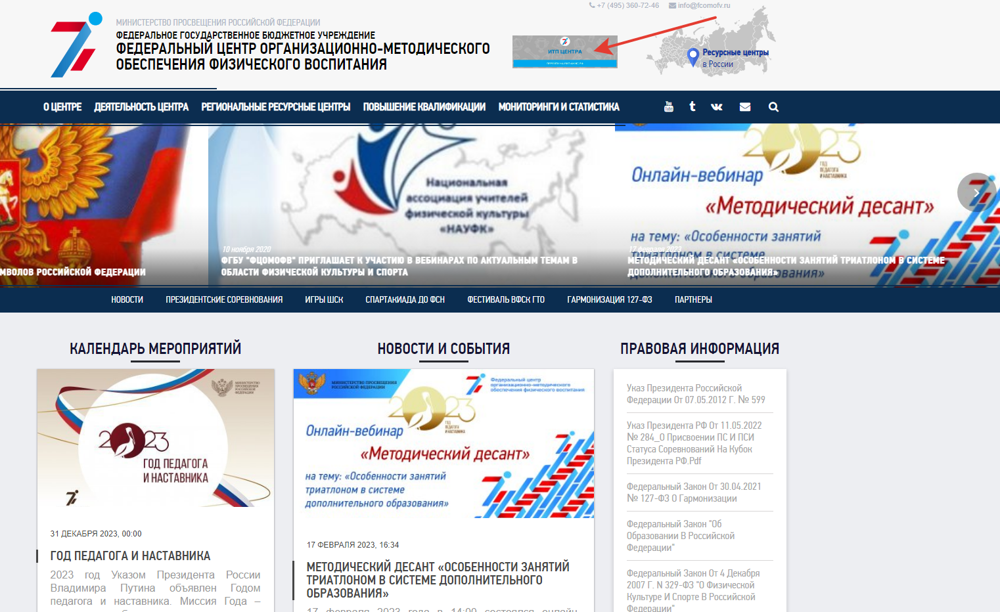 +7 (495) 360-72-46 info@fcomofv.ru
МИНИСТЕРСТВО ПРОСВЕЩЕНИЯ РОССИЙСКОЙ ФЕДЕРАЦИИ
ФЕДЕРАЛЬНОЕ ГОСУДАРСТВЕННОЕ БЮДЖЕТНОЕ УЧРЕЖДЕНИЕ
ФЕДЕРАЛЬНЫЙ ЦЕНТР ОРГАНИЗАЦИОННО-МЕТОДИЧЕСКОГО
ОБЕСПЕЧЕНИЯ ФИЗИЧЕСКОГО ВОСПИТАНИЯ
ИТП ЦЕНТРА
Ресурсные центры
в России
О ЦЕНТРЕ ДЕЯТЕЛЬНОСТЬ ЦЕНТРА РЕГИОНАЛЬНЫЕ РЕСУРСНЫЕ ЦЕНТРЫ ПОВЫШЕНИЕ КВАЛИФИКАЦИИ МОНИТОРИНГИ И СТАТИСТИКА
You Tube
МВОЛОВ РОССИЙСКОЙ ФЕДЕРАЦИИ
Национальная
ассоциация учителей
физической культуры
«НАУФК»
10 ноября 2020
ФГБУ "ФЦОМОФВ" ПРИГЛАШАЕТ К УЧАСТИЮ В ВЕБИНАРАХ ПО АКТУАЛЬНЫМ ТЕМАМ В
ОБЛАСТИ ФИЗИЧЕСКОЙ КУЛЬТУРЫ И СПОРТА
2023
ГОД
ПЕДАГОГА
И НАСТАВНИКА
Онлайн-вебинар
«Методический десант»
на тему: «Особенности занятий
триатлоном в системе
дополнительного образования»
17 февраля 2023
МЕТОДИЧЕСКИЙ ДЕСАНТ «ОСОБЕННОСТИ ЗАНЯТИЙ ТРИАТЛОНОМ В СИСТЕМЕ
ДОПОЛНИТЕЛЬНОГО ОБРАЗОВАНИЯ»
НОВОСТИ ПРЕЗИДЕНТСКИЕ СОРЕВНОВАНИЯ ИГРЫ ШСК СПАРТАКИАДА ДО ФСН ФЕСТИВАЛЬ ВФСК ГТО ГАРМОНИЗАЦИЯ 127-ФЗ ПАРТНЕРЫ
КАЛЕНДАРЬ МЕРОПРИЯТИЙ
МИНИСТЕРСТВО
ПРОСВЕЩЕНИЯ
РОССИЙСКОЙ
ФЕДЕРАЦИИ
2023
ГОД ПЕДАГОГА
И НАСТАВНИКА
31 ДЕКАБРЯ 2023, 00:00
ГОД ПЕДАГОГА И НАСТАВНИКА
2023 год Указом Президента России
Владимира Путина объявлен Годом
педагога и наставника. Миссия Года –
НОВОСТИ И СОБЫТИЯ
МИНИСТЕРСТВО ПРОСВЕЩЕНИЯ
РОССИЙСКОЙ ФЕДЕРАЦИИ
Федеральный центр
организационно-методического
обеспечения физического воспитания
2023
ГОД
ПЕДАГОГА
И НАСТАВНИКА
Онлайн-вебинар
«Методический десант»
на тему: «Особенности занятий
триатлоном в системе
дополнительного образования»
17 ФЕВРАЛЯ 2023, 16:34
МЕТОДИЧЕСКИЙ ДЕСАНТ «ОСОБЕННОСТИ ЗАНЯТИЙ
ТРИАТЛОНОМ В СИСТЕМЕ ДОПОЛНИТЕЛЬНОГО
ОБРАЗОВАНИЯ»
17 февраля 2023 года в 14:00 состоялся онлайн
ПРАВОВАЯ ИНФОРМАЦИЯ
Указ Президента Российской
Федерации От 07.05.2012 Г. № 599
Указ Президента РФ От 11.05.2022
№ 284_О Присвоении ПС И ПСИ
Статуса Соревнований На Кубок
Президента РФ.Pdf
Федеральный Закон От 30.04.2021
№ 127-ФЗ О Гармонизации
Федеральный Закон "Об
Образовании В Российской
Федерации"
Федеральный Закон От 4 Декабря
2007 Г. N 329-ФЗ "О Физической
Культуре И Спорте В Российской
Федерации"